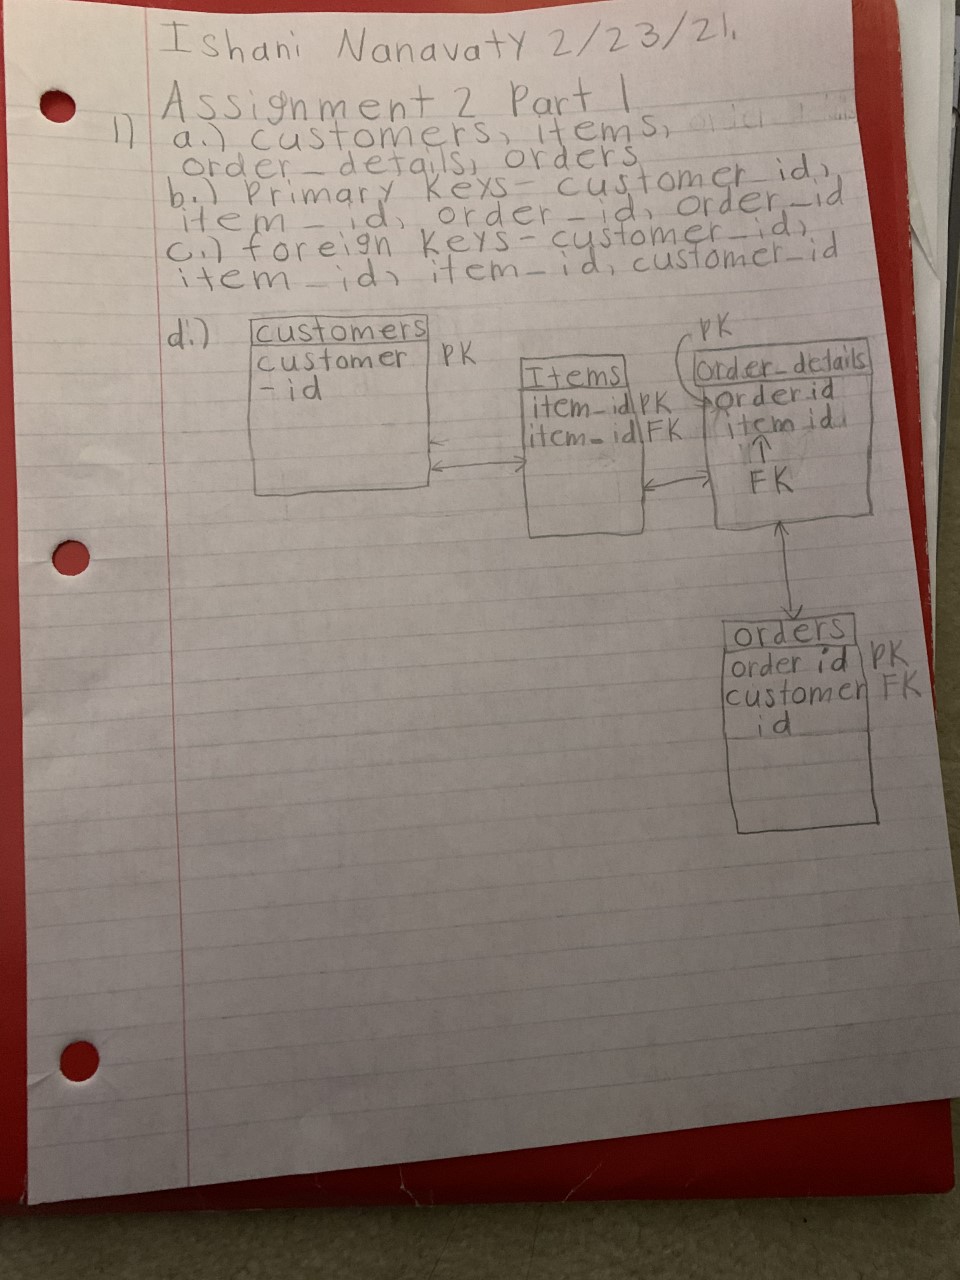 Ishani Nanavaty 2/23/21.
Assignment 2 Part 1
1) a.) customers, items,
order_details, orders
b.) Primary Keys- customer_id,
item_id, order_id, order_id
c.) foreign Keys- customer_id,
item_id, item_id, customer_id
d.)
customers
customer PK
-id
Items
item_id PK
item_id FK
PK
order_details
order id
item id
FK
orders
order id PK
customer FK
id